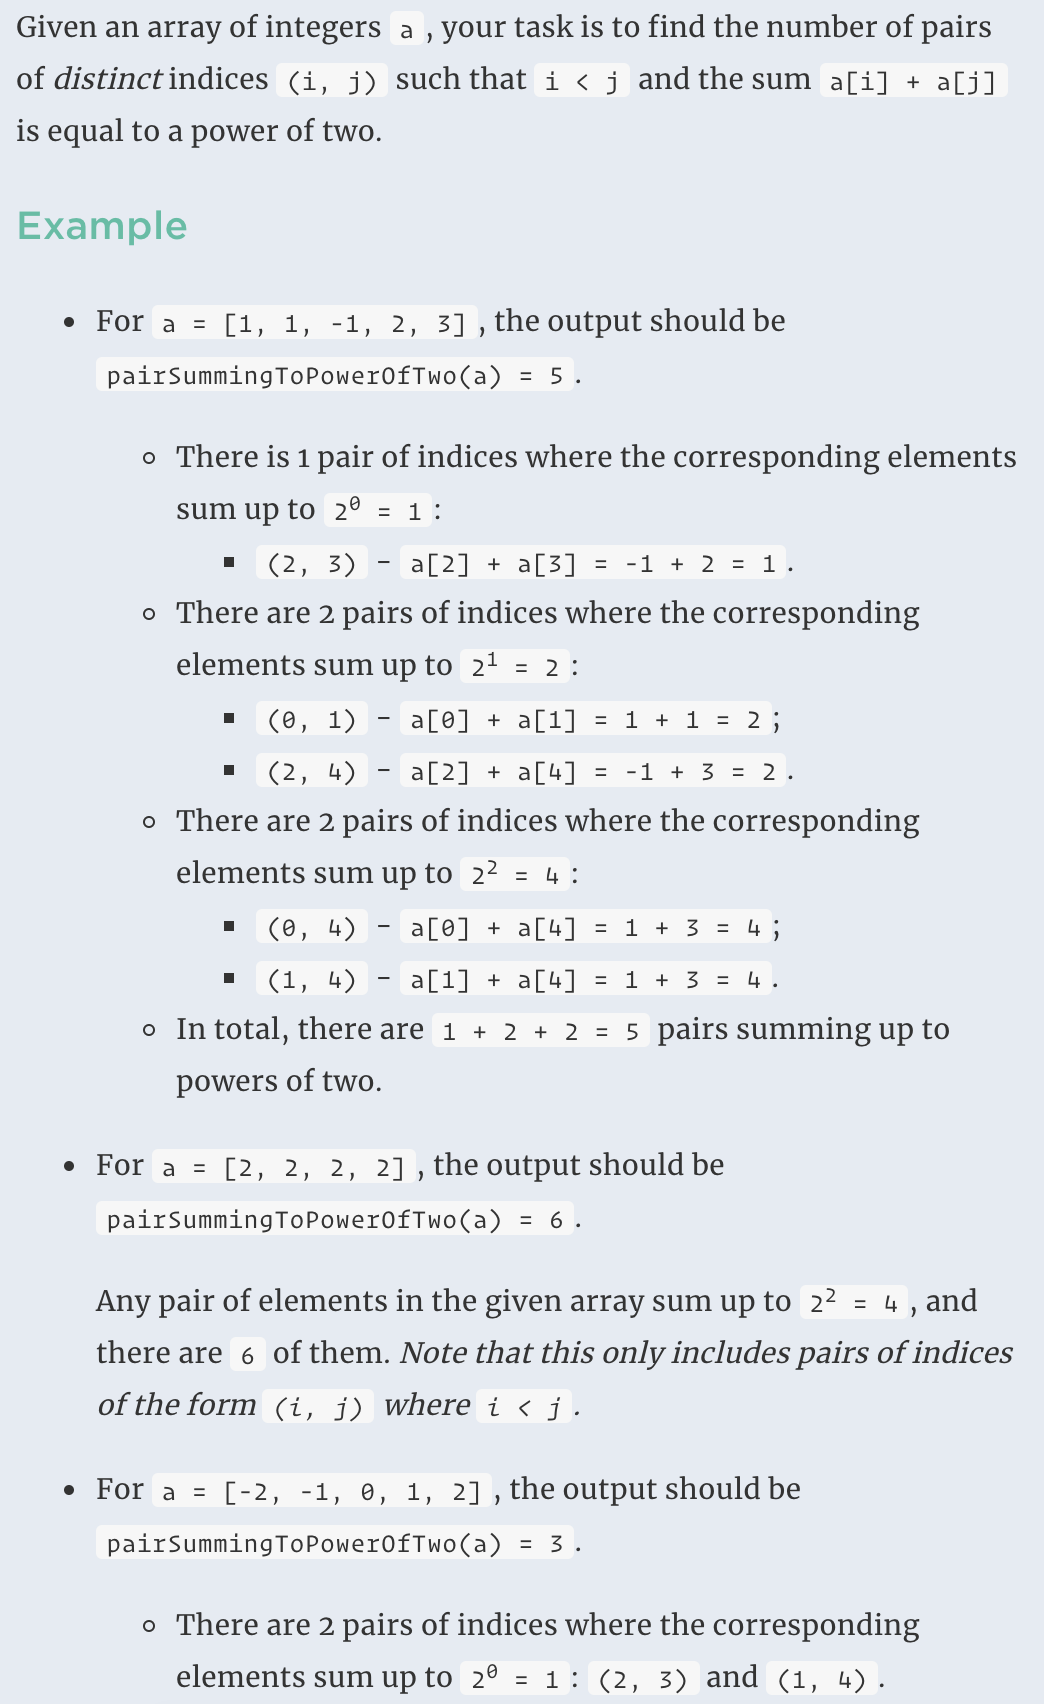 Given an array of integers a, your task is to find the number of pairs
of distinct indices (i, j) such that i < j and the sum a[i] + a[j]
is equal to a power of two.
Example
• For a = [1, 1, -1, 2, 3], the output should be
pairSummingToPowerOfTwo(a) = 5.
◦ There is 1 pair of indices where the corresponding elements
sum up to 2⁰ = 1:
▪ (2, 3) – a[2] + a[3] = -1 + 2 = 1.
◦ There are 2 pairs of indices where the corresponding
elements sum up to 2¹ = 2:
▪ (0, 1) – a[0] + a[1] = 1 + 1 = 2;
▪ (2, 4) – a[2] + a[4] = -1 + 3 = 2.
◦ There are 2 pairs of indices where the corresponding
elements sum up to 2² = 4:
▪ (0, 4) – a[0] + a[4] = 1 + 3 = 4;
▪ (1, 4) – a[1] + a[4] = 1 + 3 = 4.
◦ In total, there are 1 + 2 + 2 = 5 pairs summing up to
powers of two.
• For a = [2, 2, 2, 2], the output should be
pairSummingToPowerOfTwo(a) = 6.
Any pair of elements in the given array sum up to 2² = 4, and
there are 6 of them. Note that this only includes pairs of indices
of the form (i, j) where i < j.
• For a = [-2, -1, 0, 1, 2], the output should be
pairSummingToPowerOfTwo(a) = 3.
◦ There are 2 pairs of indices where the corresponding
elements sum up to 2⁰ = 1: (2, 3) and (1, 4).